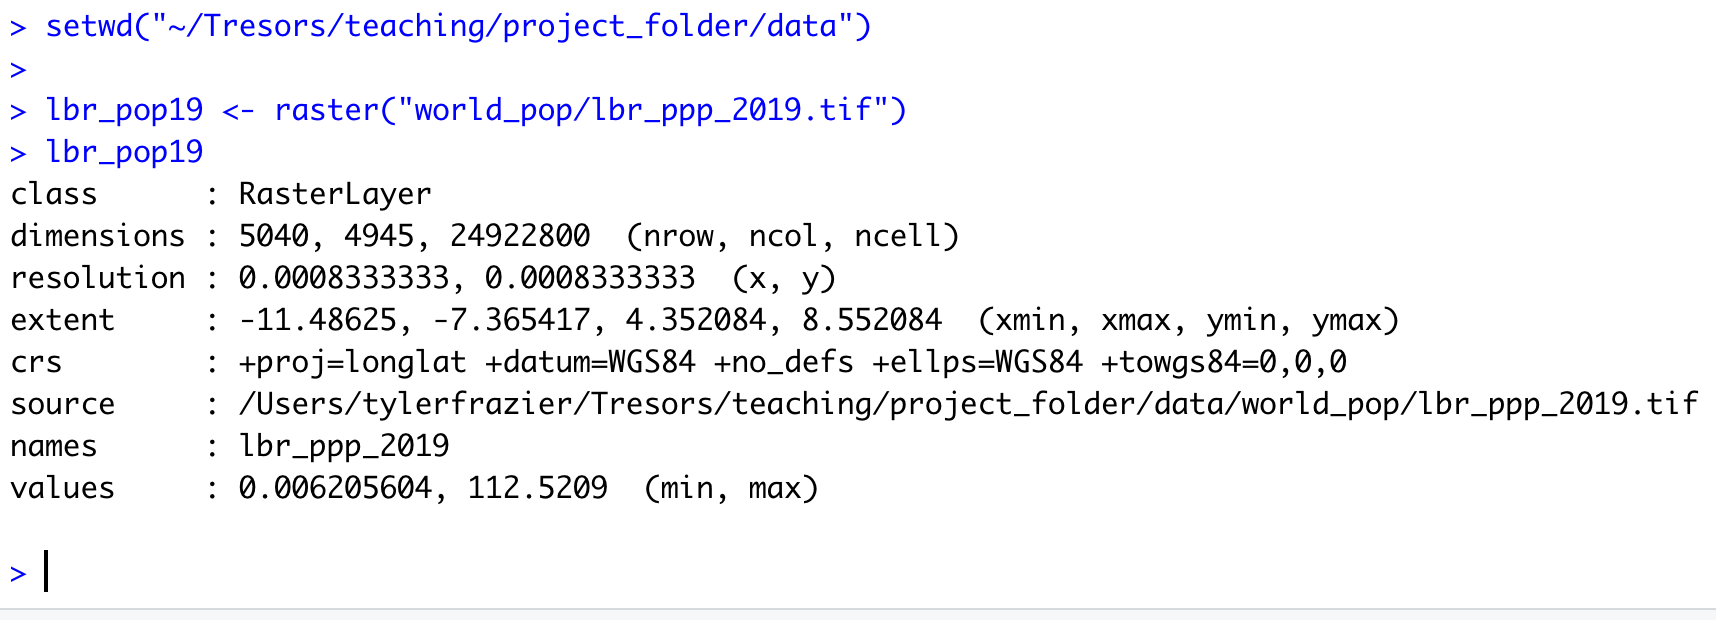 > setwd("~/Tresors/teaching/project_folder/data")
>
> lbr_pop19 <- raster("world_pop/lbr_ppp_2019.tif")
> lbr_pop19
class      : RasterLayer
dimensions : 5040, 4945, 24922800  (nrow, ncol, ncell)
resolution : 0.0008333333, 0.0008333333  (x, y)
extent     : -11.48625, -7.365417, 4.352084, 8.552084  (xmin, xmax, ymin, ymax)
crs        : +proj=longlat +datum=WGS84 +no_defs +ellps=WGS84 +towgs84=0,0,0
source     : /Users/tylerfrazier/Tresors/teaching/project_folder/data/world_pop/lbr_ppp_2019.tif
names      : lbr_ppp_2019
values     : 0.006205604, 112.5209  (min, max)
>